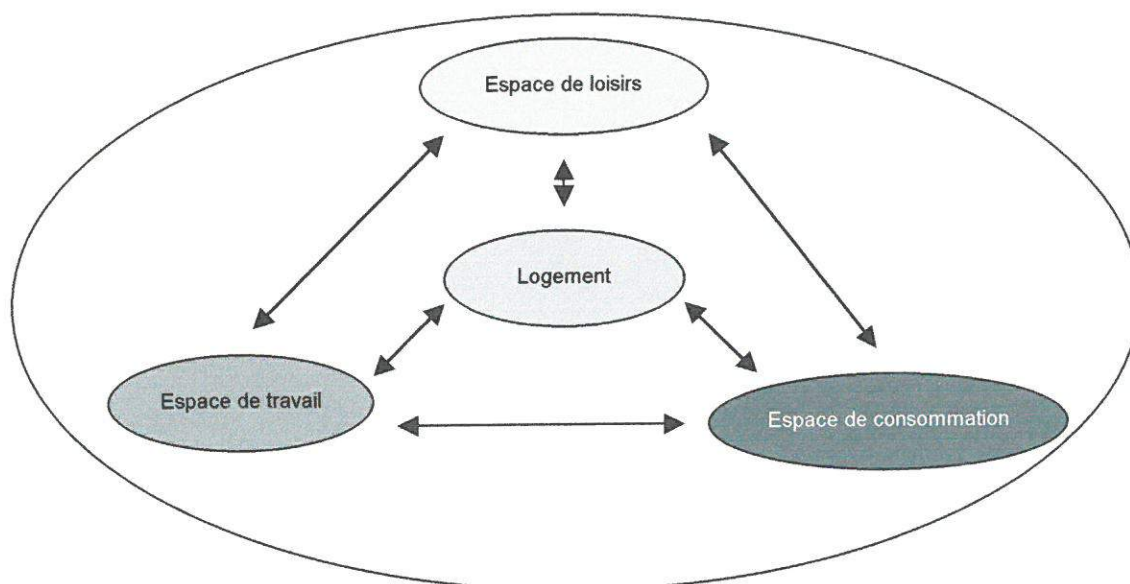 Espace de loisirs
Logement
Espace de travail
Espace de consommation